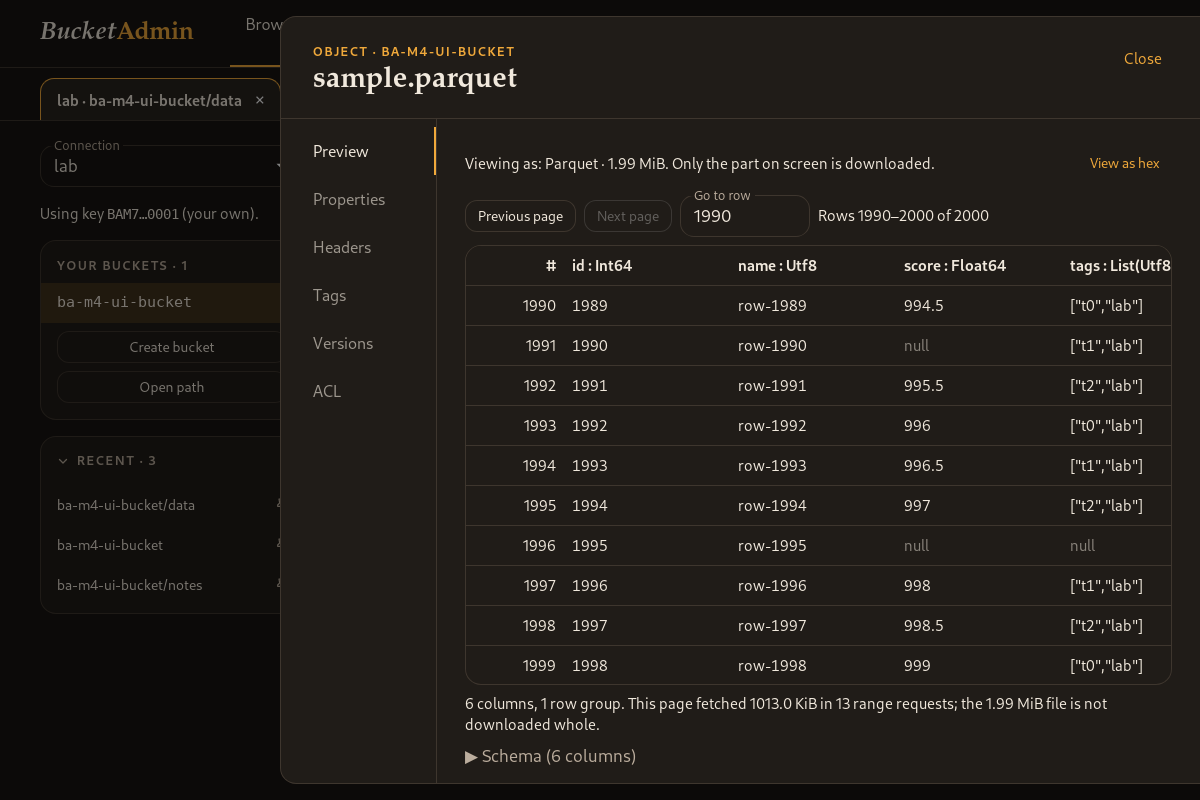 BucketAdmin
Brow
lab · ba-m4-ui-bucket/data ×
Connection
lab
Using key BAM7…0001 (your own).
YOUR BUCKETS · 1
ba-m4-ui-bucket
Create bucket
Open path
RECENT · 3
ba-m4-ui-bucket/data
ba-m4-ui-bucket
ba-m4-ui-bucket/notes
OBJECT · BA-M4-UI-BUCKET
sample.parquet
Close
Preview
Properties
Headers
Tags
Versions
ACL
Viewing as: Parquet · 1.99 MiB. Only the part on screen is downloaded.
View as hex
Previous page
Next page
Go to row
1990
Rows 1990–2000 of 2000
# id : Int64 name : Utf8 score : Float64 tags : List(Utf8
1990 1989 row-1989 994.5 ["t0","lab"]
1991 1990 row-1990 null ["t1","lab"]
1992 1991 row-1991 995.5 ["t2","lab"]
1993 1992 row-1992 996 ["t0","lab"]
1994 1993 row-1993 996.5 ["t1","lab"]
1995 1994 row-1994 997 ["t2","lab"]
1996 1995 row-1995 null null
1997 1996 row-1996 998 ["t1","lab"]
1998 1997 row-1997 998.5 ["t2","lab"]
1999 1998 row-1998 999 ["t0","lab"]
6 columns, 1 row group. This page fetched 1013.0 KiB in 13 range requests; the 1.99 MiB file is not
downloaded whole.
▶ Schema (6 columns)